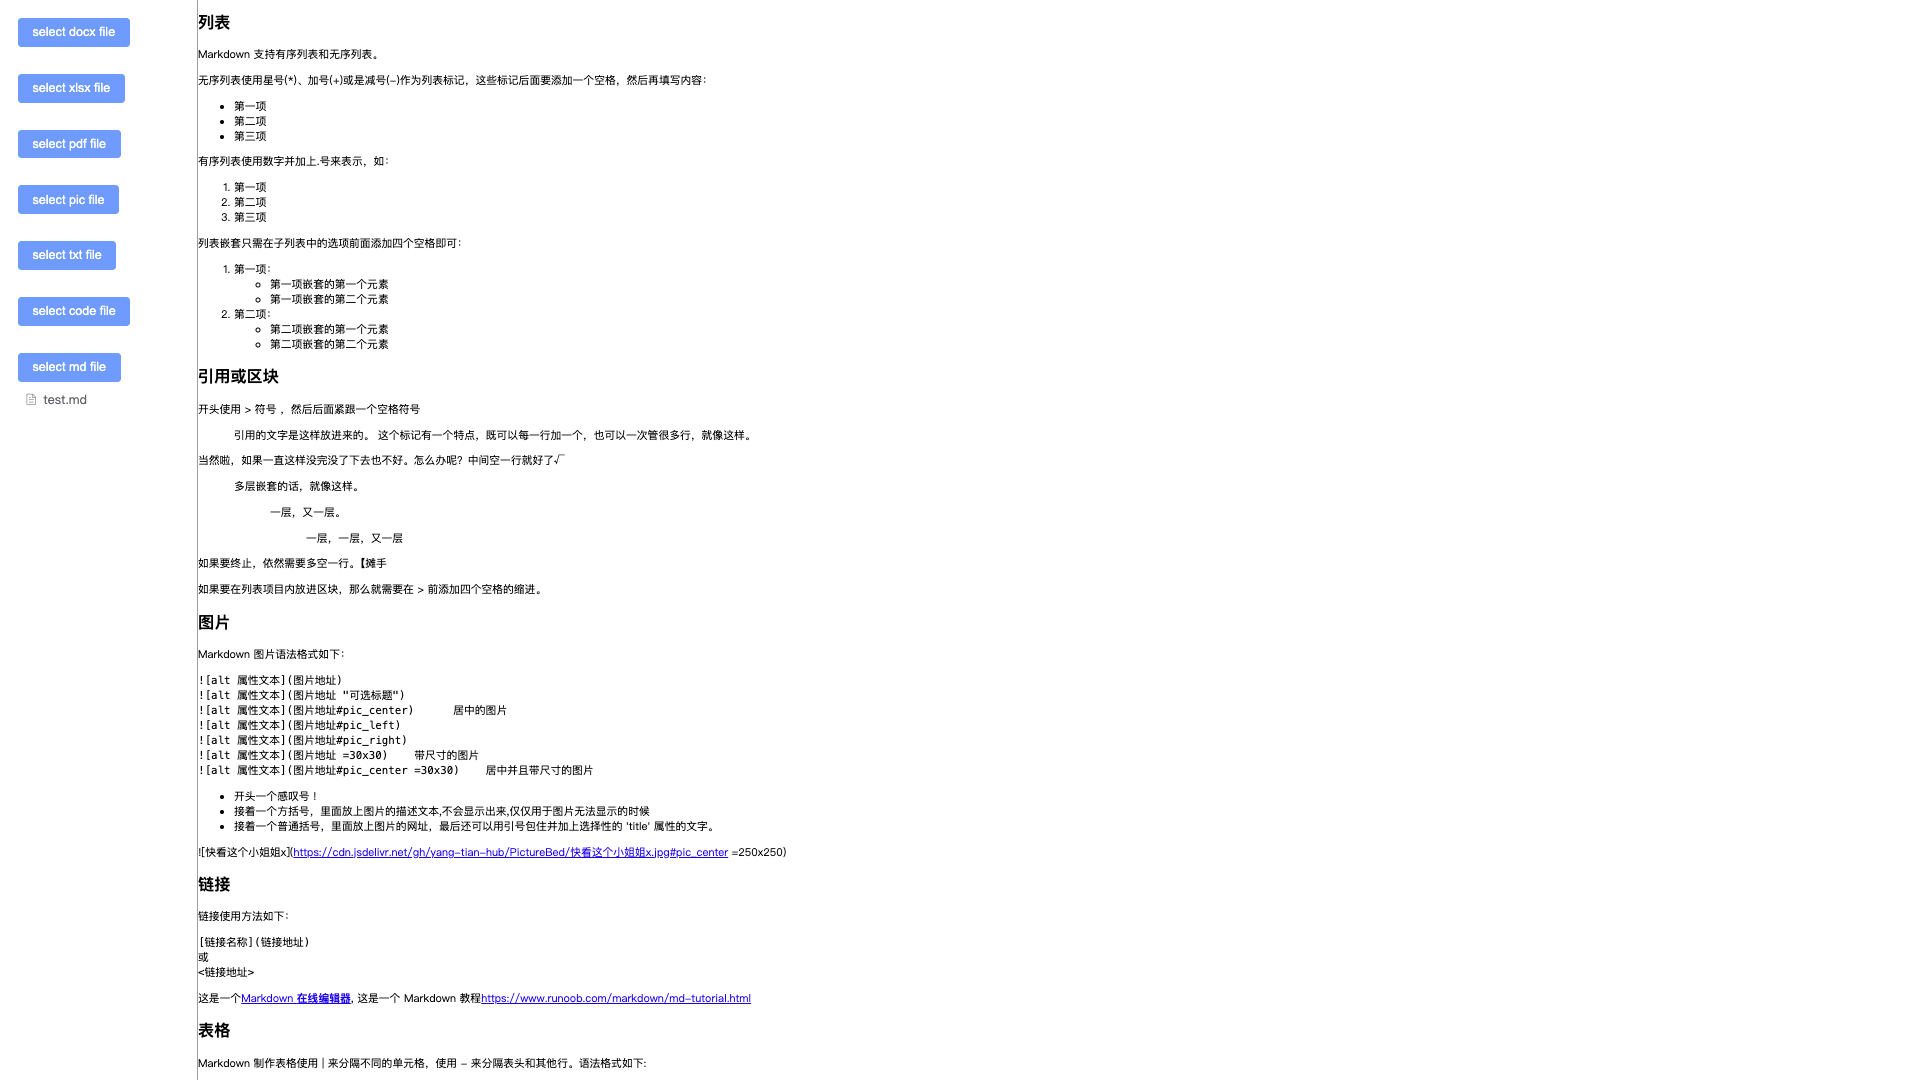 select docx file
select xlsx file
select pdf file
select pic file
select txt file
select code file
select md file
test.md
列表
Markdown 支持有序列表和无序列表。
无序列表使用星号(*)、加号(+)或是减号(-)作为列表标记，这些标记后面要添加一个空格，然后再填写内容：
• 第一项
• 第二项
• 第三项
有序列表使用数字并加上.号来表示，如：
1. 第一项
2. 第二项
3. 第三项
列表嵌套只需在子列表中的选项前面添加四个空格即可：
1. 第一项：
◦ 第一项嵌套的第一个元素
◦ 第一项嵌套的第二个元素
2. 第二项：
◦ 第二项嵌套的第一个元素
◦ 第二项嵌套的第二个元素
引用或区块
开头使用 > 符号 ，然后后面紧跟一个空格符号
引用的文字是这样放进来的。 这个标记有一个特点，既可以每一行加一个，也可以一次管很多行，就像这样。
当然啦，如果一直这样没完没了下去也不好。怎么办呢？中间空一行就好了√
多层嵌套的话，就像这样。
一层，又一层。
一层，一层，又一层
如果要终止，依然需要多空一行。【摊手
如果要在列表项目内放进区块，那么就需要在 > 前添加四个空格的缩进。
图片
Markdown 图片语法格式如下：
![alt 属性文本](图片地址)
![alt 属性文本](图片地址 "可选标题")
![alt 属性文本](图片地址#pic_center)      居中的图片
![alt 属性文本](图片地址#pic_left)
![alt 属性文本](图片地址#pic_right)
![alt 属性文本](图片地址 =30x30)    带尺寸的图片
![alt 属性文本](图片地址#pic_center =30x30)    居中并且带尺寸的图片
• 开头一个感叹号 !
• 接着一个方括号，里面放上图片的描述文本,不会显示出来,仅仅用于图片无法显示的时候
• 接着一个普通括号，里面放上图片的网址，最后还可以用引号包住并加上选择性的 'title' 属性的文字。
![快看这个小姐姐x](https://cdn.jsdelivr.net/gh/yang-tian-hub/PictureBed/快看这个小姐姐x.jpg#pic_center =250x250)
链接
链接使用方法如下：
[链接名称](链接地址)
或
<链接地址>
这是一个Markdown 在线编辑器, 这是一个 Markdown 教程https://www.runoob.com/markdown/md-tutorial.html
表格
Markdown 制作表格使用 | 来分隔不同的单元格，使用 - 来分隔表头和其他行。语法格式如下: